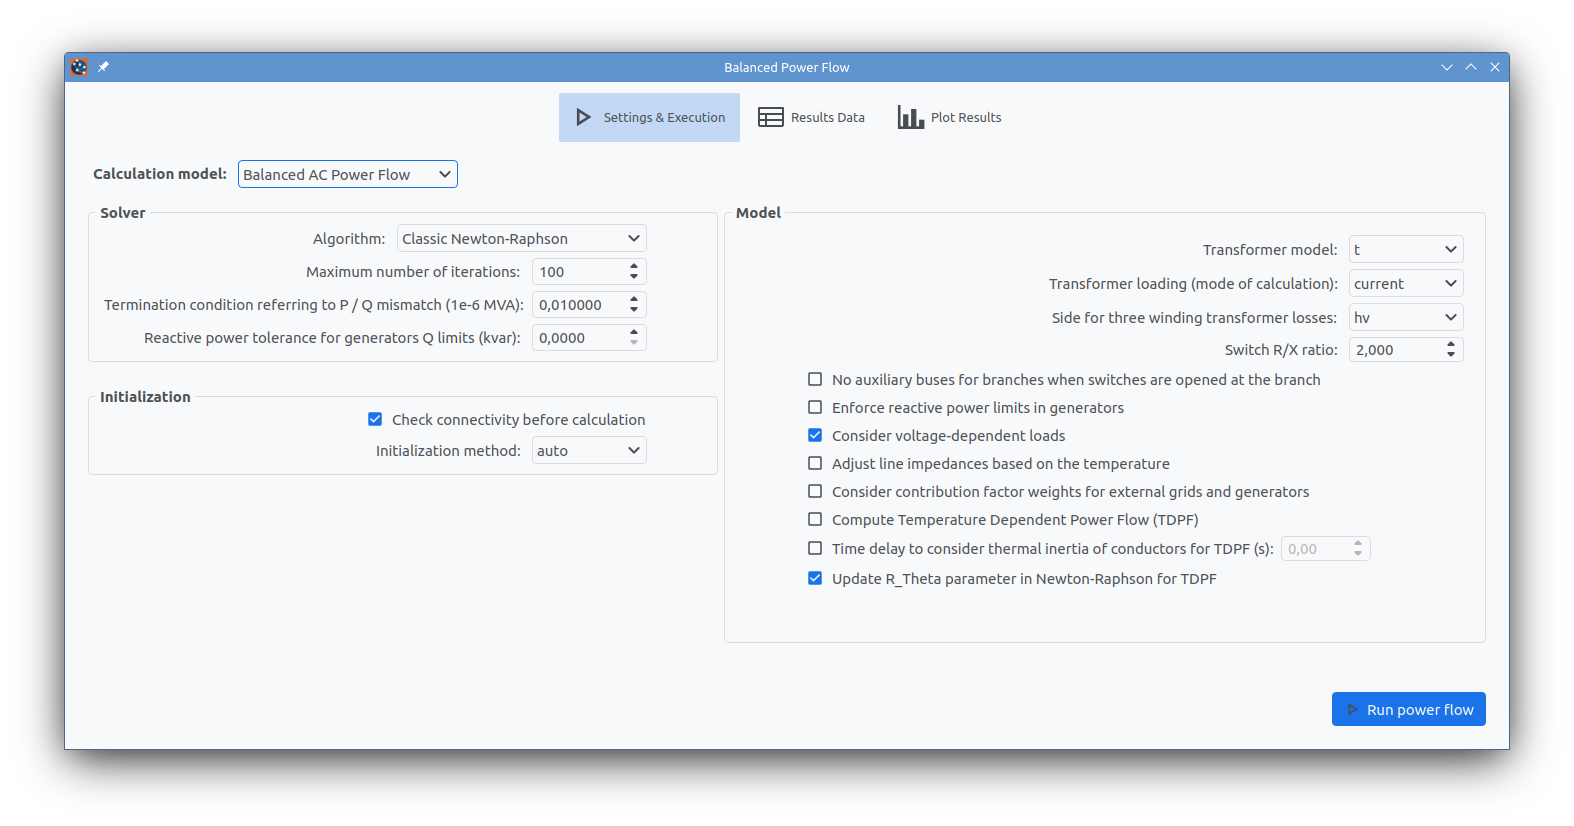 Balanced Power Flow
Settings & Execution
Results Data
Plot Results
Calculation model: Balanced AC Power Flow
Solver
Algorithm: Classic Newton-Raphson
Maximum number of iterations: 100
Termination condition referring to P / Q mismatch (1e-6 MVA): 0,010000
Reactive power tolerance for generators Q limits (kvar): 0,0000
Initialization
Check connectivity before calculation
Initialization method: auto
Model
Transformer model: t
Transformer loading (mode of calculation): current
Side for three winding transformer losses: hv
Switch R/X ratio: 2,000
No auxiliary buses for branches when switches are opened at the branch
Enforce reactive power limits in generators
Consider voltage-dependent loads
Adjust line impedances based on the temperature
Consider contribution factor weights for external grids and generators
Compute Temperature Dependent Power Flow (TDPF)
Time delay to consider thermal inertia of conductors for TDPF (s): 0,00
Update R_Theta parameter in Newton-Raphson for TDPF
Run power flow